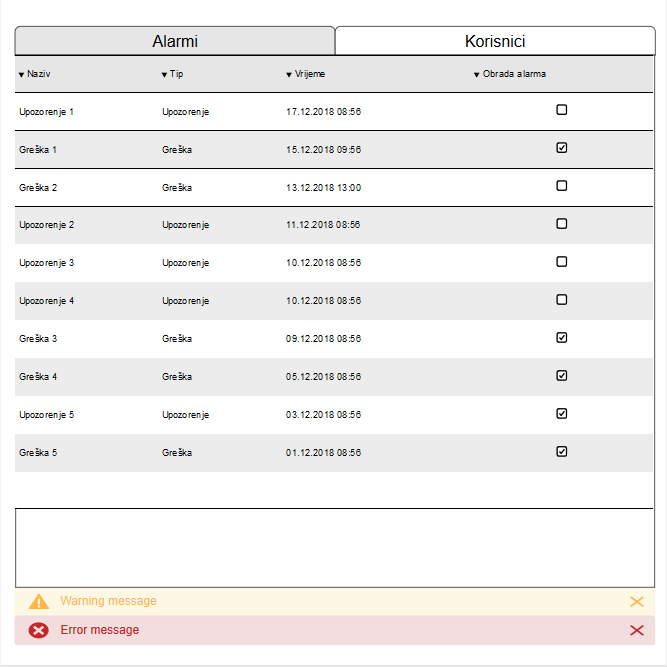 Alarmi Korisnici
▼ Naziv ▼ Tip ▼ Vrijeme ▼ Obrada alarma
Upozorenje 1 Upozorenje 17.12.2018 08:56
Greška 1 Greška 15.12.2018 09:56
Greška 2 Greška 13.12.2018 13:00
Upozorenje 2 Upozorenje 11.12.2018 08:56
Upozorenje 3 Upozorenje 10.12.2018 08:56
Upozorenje 4 Upozorenje 10.12.2018 08:56
Greška 3 Greška 09.12.2018 08:56
Greška 4 Greška 05.12.2018 08:56
Upozorenje 5 Upozorenje 03.12.2018 08:56
Greška 5 Greška 01.12.2018 08:56
Warning message
Error message